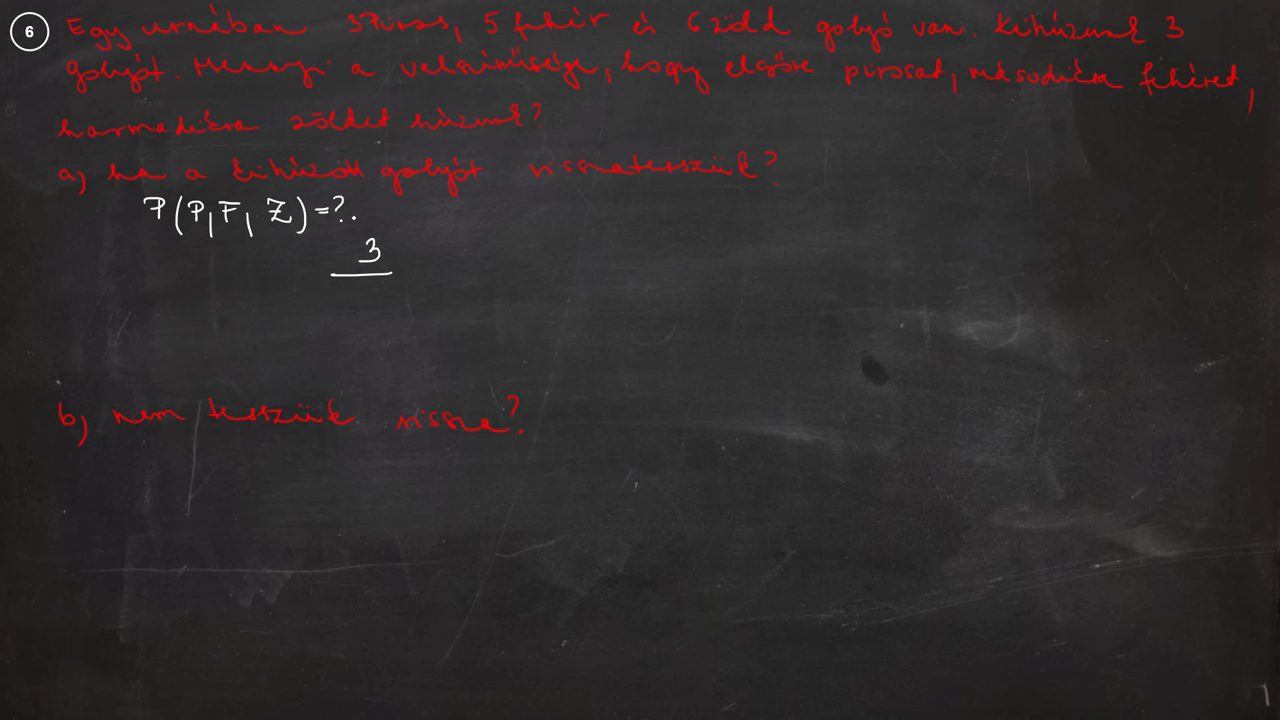 6
Egy urnában 3 piros, 5 fehér és 6 zöld golyó van. Kihúzunk 3
golyót. Mennyi a valószínűsége, hogy elsőre pirosat, másodikra fehéret,
harmadikra zöldet húzunk?
a) ha a kihúzott golyót visszatesszük?
P(P, F, Z) = ?.
3
b) nem tesszük vissza?